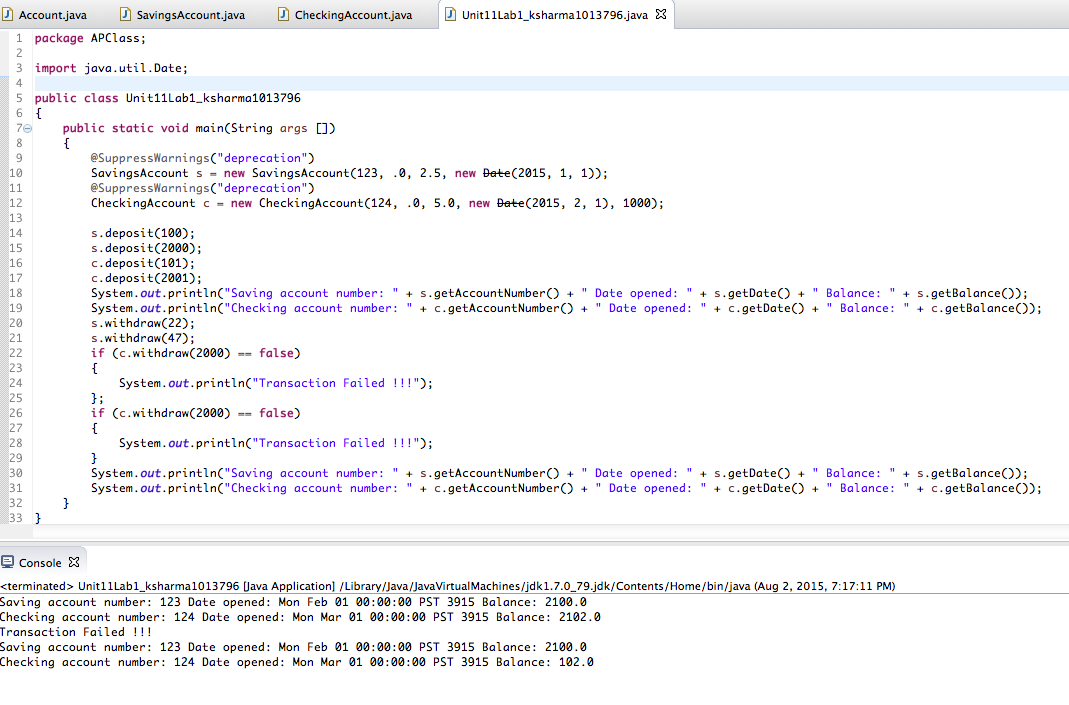 Account.java SavingsAccount.java CheckingAccount.java Unit11Lab1_ksharma1013796.java
1 package APClass;
2
3 import java.util.Date;
4
5 public class Unit11Lab1_ksharma1013796
6 {
7 public static void main(String args [])
8 {
9 @SuppressWarnings("deprecation")
10 SavingsAccount s = new SavingsAccount(123, .0, 2.5, new Date(2015, 1, 1));
11 @SuppressWarnings("deprecation")
12 CheckingAccount c = new CheckingAccount(124, .0, 5.0, new Date(2015, 2, 1), 1000);
13
14 s.deposit(100);
15 s.deposit(2000);
16 c.deposit(101);
17 c.deposit(2001);
18 System.out.println("Saving account number: " + s.getAccountNumber() + " Date opened: " + s.getDate() + " Balance: " + s.getBalance());
19 System.out.println("Checking account number: " + c.getAccountNumber() + " Date opened: " + c.getDate() + " Balance: " + c.getBalance());
20 s.withdraw(22);
21 s.withdraw(47);
22 if (c.withdraw(2000) == false)
23 {
24 System.out.println("Transaction Failed !!!");
25 };
26 if (c.withdraw(2000) == false)
27 {
28 System.out.println("Transaction Failed !!!");
29 }
30 System.out.println("Saving account number: " + s.getAccountNumber() + " Date opened: " + s.getDate() + " Balance: " + s.getBalance());
31 System.out.println("Checking account number: " + c.getAccountNumber() + " Date opened: " + c.getDate() + " Balance: " + c.getBalance());
32 }
33 }
Console
<terminated> Unit11Lab1_ksharma1013796 [Java Application] /Library/Java/JavaVirtualMachines/jdk1.7.0_79.jdk/Contents/Home/bin/java (Aug 2, 2015, 7:17:11 PM)
Saving account number: 123 Date opened: Mon Feb 01 00:00:00 PST 3915 Balance: 2100.0
Checking account number: 124 Date opened: Mon Mar 01 00:00:00 PST 3915 Balance: 2102.0
Transaction Failed !!!
Saving account number: 123 Date opened: Mon Feb 01 00:00:00 PST 3915 Balance: 2100.0
Checking account number: 124 Date opened: Mon Mar 01 00:00:00 PST 3915 Balance: 102.0